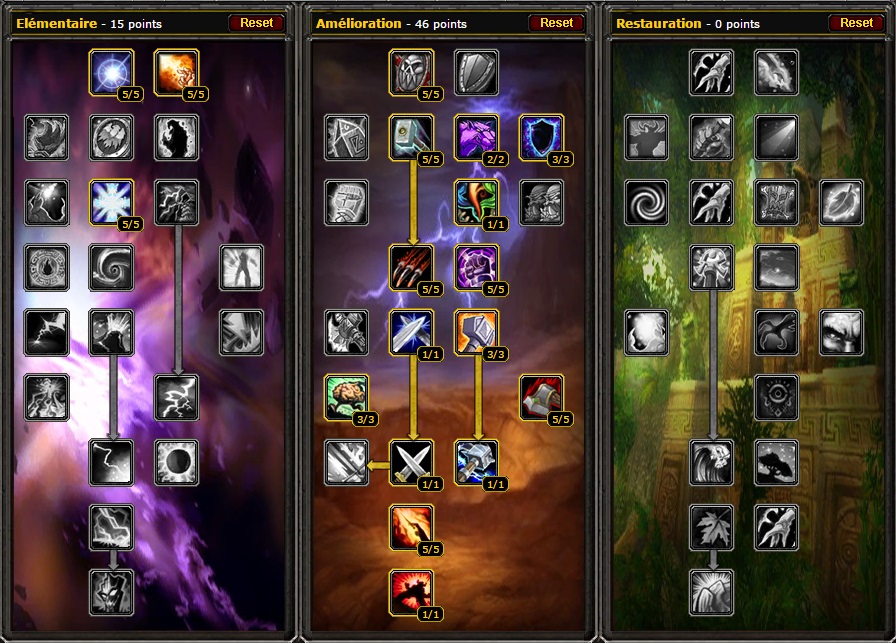 Elémentaire - 15 points Reset
Amélioration - 46 points Reset
Restauration - 0 points Reset
5/5 5/5
5/5
5/5
5/5 2/2 3/3
1/1
5/5 5/5
1/1 3/3
3/3 5/5
1/1 1/1
5/5
1/1